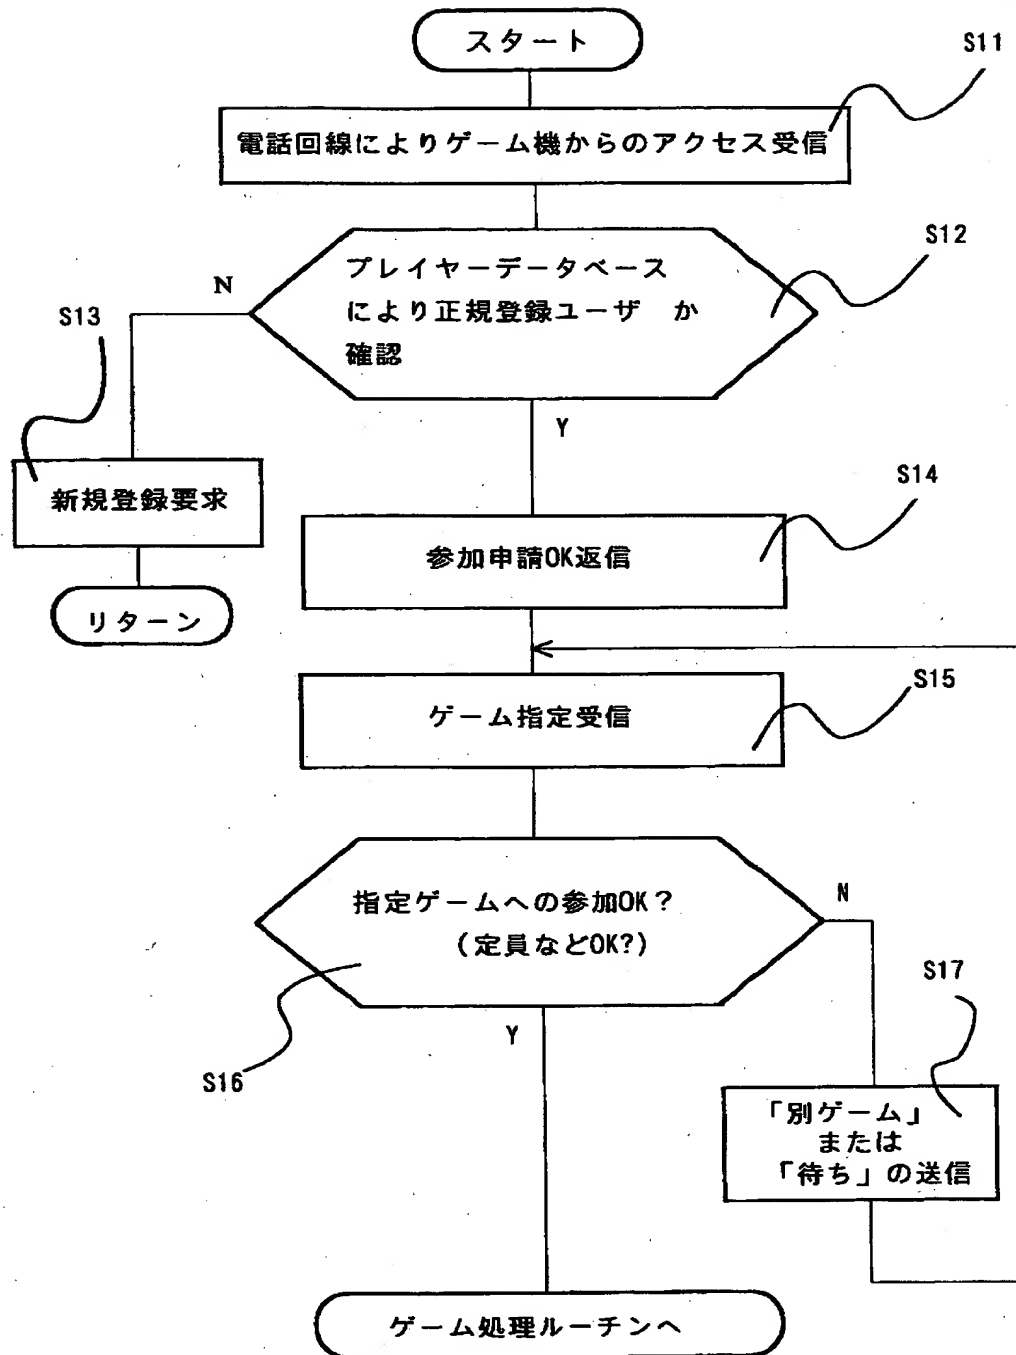 スタート
S11
電話回線によりゲーム機からのアクセス受信
S12
プレイヤーデータベース
により正規登録ユーザ か
確認
N
S13
Y
新規登録要求
S14
参加申請OK返信
リターン
S15
ゲーム指定受信
指定ゲームへの参加OK?
(定員などOK?)
N
S17
Y
S16
「別ゲーム」
または
「待ち」の送信
ゲーム処理ルーチンへ